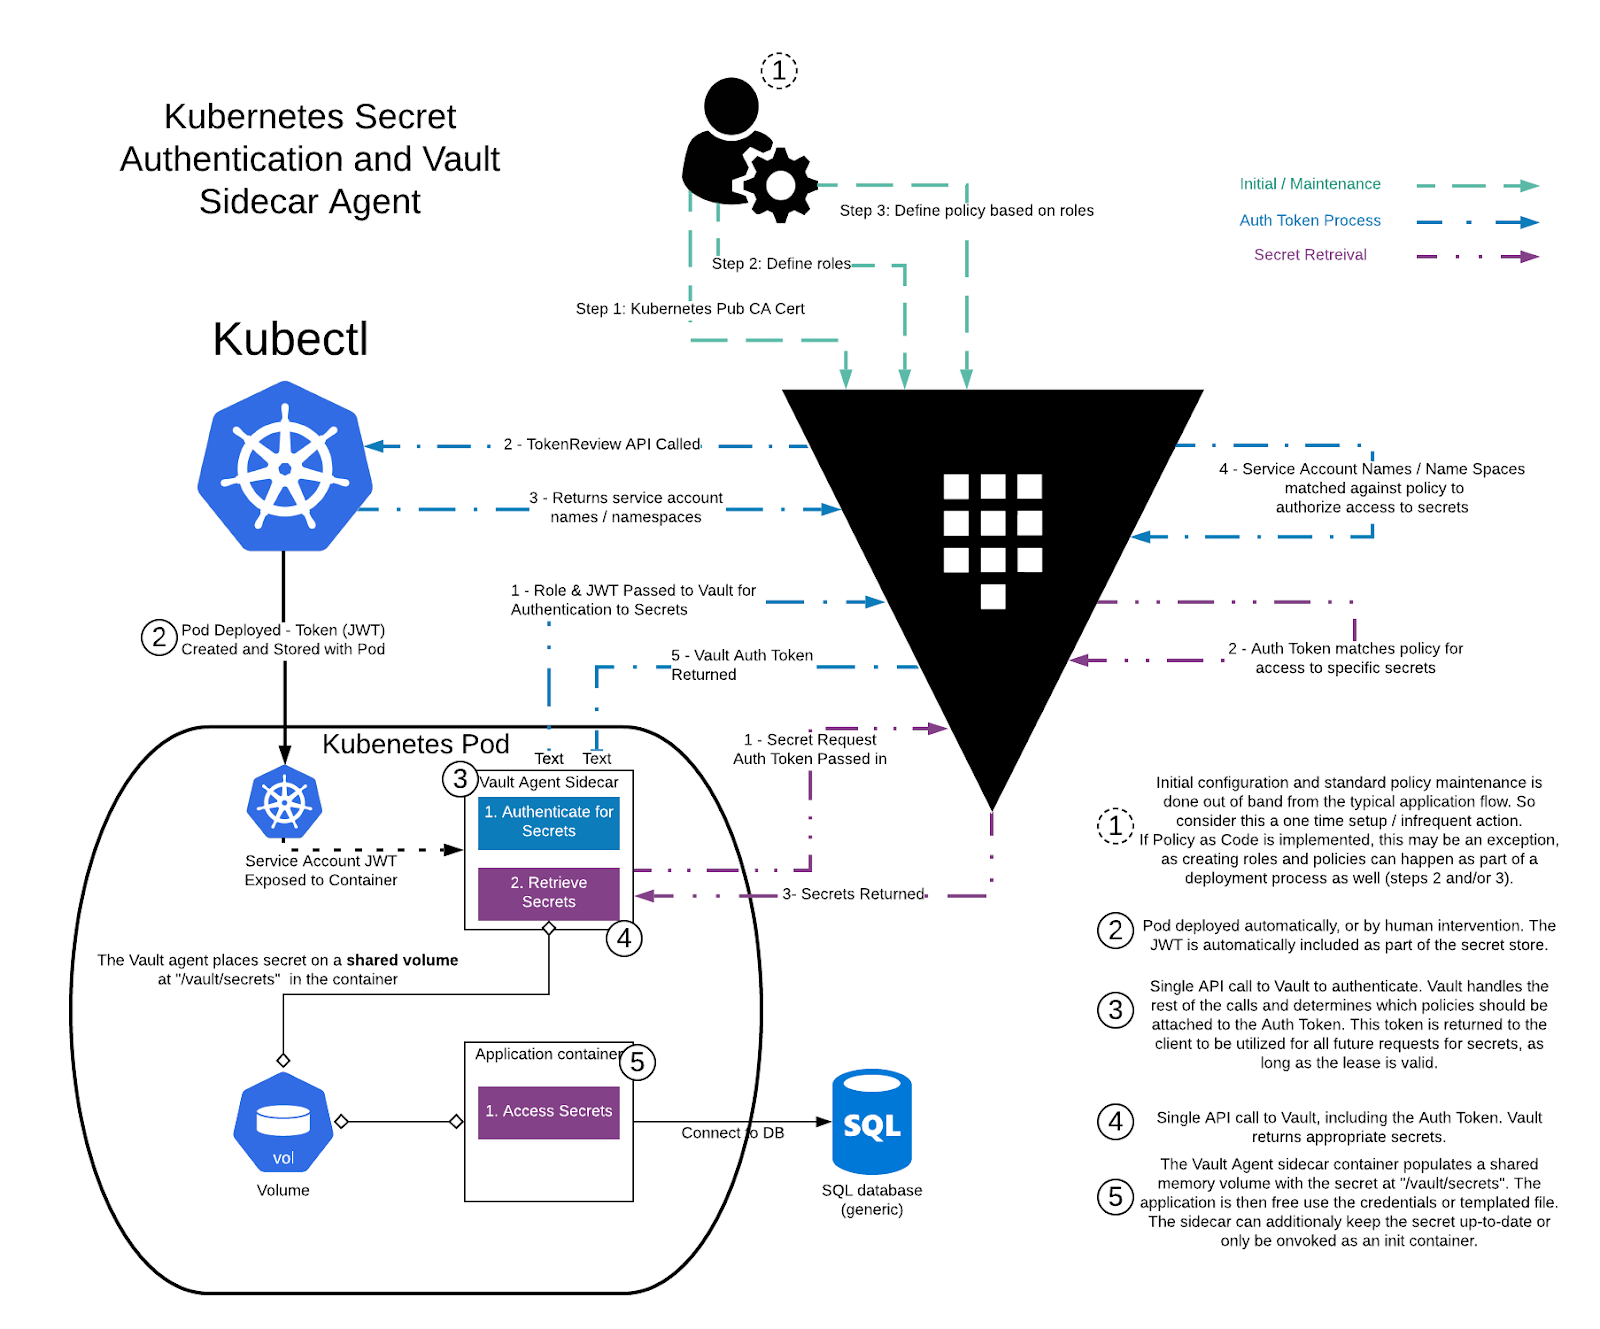 Kubernetes Secret
Authentication and Vault
Sidecar Agent
1
Step 3: Define policy based on roles
Step 2: Define roles
Step 1: Kubernetes Pub CA Cert
Initial / Maintenance
Auth Token Process
Secret Retreival
Kubectl
2 - TokenReview API Called
3 - Returns service account
names / namespaces
4 - Service Account Names / Name Spaces
matched against policy to
authorize access to secrets
1 - Role & JWT Passed to Vault for
Authentication to Secrets
2
Pod Deployed - Token (JWT)
Created and Stored with Pod
5 - Vault Auth Token
Returned
2 - Auth Token matches policy for
access to specific secrets
1 - Secret Request
Auth Token Passed in
3- Secrets Returned
Kubenetes Pod
Text
Text
3
Vault Agent Sidecar
1. Authenticate for
Secrets
2. Retrieve
Secrets
4
Service Account JWT
Exposed to Container
The Vault agent places secret on a shared volume
at "/vault/secrets" in the container
Application container
5
1. Access Secrets
vol
Volume
Connect to DB
SQL
SQL database
(generic)
1
Initial configuration and standard policy maintenance is
done out of band from the typical application flow. So
consider this a one time setup / infrequent action.
If Policy as Code is implemented, this may be an exception,
as creating roles and policies can happen as part of a
deployment process as well (steps 2 and/or 3).
2
Pod deployed automatically, or by human intervention. The
JWT is automatically included as part of the secret store.
3
Single API call to Vault to authenticate. Vault handles the
rest of the calls and determines which policies should be
attached to the Auth Token. This token is returned to the
client to be utilized for all future requests for secrets, as
long as the lease is valid.
4
Single API call to Vault, including the Auth Token. Vault
returns appropriate secrets.
5
The Vault Agent sidecar container populates a shared
memory volume with the secret at "/vault/secrets". The
application is then free use the credentials or templated file.
The sidecar can additionaly keep the secret up-to-date or
only be onvoked as an init container.